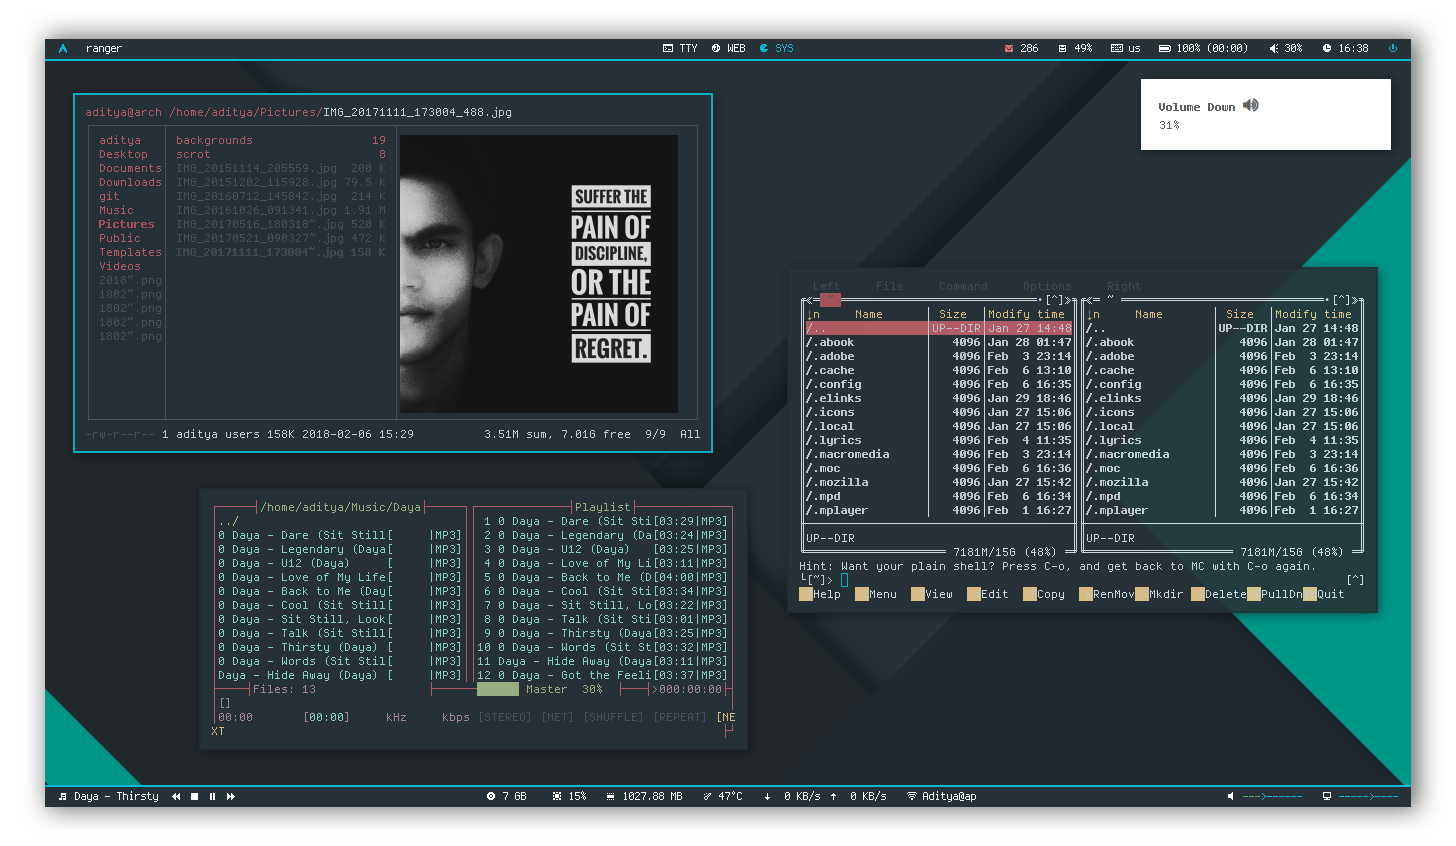 ranger
TTY WEB SYS
286 49% us 100% (00:00) 30% 16:38
Volume Down
31%
aditya@arch /home/aditya/Pictures/IMG_20171111_173004_488.jpg
aditya backgrounds 19
Desktop scrot 8
Documents IMG_20151114_205559.jpg 200 K
Downloads IMG_20151202_115928.jpg 79.5 K
git IMG_20160712_145842.jpg 214 K
Music IMG_20161026_091341.jpg 1.91 M
Pictures IMG_20170516_180318~.jpg 520 K
Public IMG_20170521_090327~.jpg 472 K
Templates IMG_20171111_173004~.jpg 158 K
Videos
2018~.png
1802~.png
1802~.png
1802~.png
1802~.png
SUFFER THE
PAIN OF
DISCIPLINE,
OR THE
PAIN OF
REGRET.
-rw-r--r-- 1 aditya users 158K 2018-02-06 15:29 3.51M sum, 7.01G free 9/9 All
Left File Command Options Right
~ [^] ~ [^]
↓n Name Size Modify time ↓n Name Size Modify time
/.. UP--DIR Jan 27 14:48 /.. UP--DIR Jan 27 14:48
/.abook 4096 Jan 28 01:47 /.abook 4096 Jan 28 01:47
/.adobe 4096 Feb 3 23:14 /.adobe 4096 Feb 3 23:14
/.cache 4096 Feb 6 13:10 /.cache 4096 Feb 6 13:10
/.config 4096 Feb 6 16:35 /.config 4096 Feb 6 16:35
/.elinks 4096 Jan 29 18:46 /.elinks 4096 Jan 29 18:46
/.icons 4096 Jan 27 15:06 /.icons 4096 Jan 27 15:06
/.local 4096 Jan 27 15:06 /.local 4096 Jan 27 15:06
/.lyrics 4096 Feb 4 11:35 /.lyrics 4096 Feb 4 11:35
/.macromedia 4096 Feb 3 23:14 /.macromedia 4096 Feb 3 23:14
/.moc 4096 Feb 6 16:36 /.moc 4096 Feb 6 16:36
/.mozilla 4096 Jan 27 15:42 /.mozilla 4096 Jan 27 15:42
/.mpd 4096 Feb 6 16:34 /.mpd 4096 Feb 6 16:34
/.mplayer 4096 Feb 1 16:27 /.mplayer 4096 Feb 1 16:27
UP--DIR UP--DIR
7181M/15G (48%) 7181M/15G (48%)
Hint: Want your plain shell? Press C-o, and get back to MC with C-o again.
[~]> [^]
Help Menu View Edit Copy RenMov Mkdir Delete PullDn Quit
/home/aditya/Music/Daya Playlist
../ 1 0 Daya - Dare (Sit Sti[03:29|MP3]
0 Daya - Dare (Sit Still[ |MP3] 2 0 Daya - Legendary (Da[03:24|MP3]
0 Daya - Legendary (Daya[ |MP3] 3 0 Daya - U12 (Daya) [03:25|MP3]
0 Daya - U12 (Daya) [ |MP3] 4 0 Daya - Love of My Li[03:11|MP3]
0 Daya - Love of My Life[ |MP3] 5 0 Daya - Back to Me (D[04:00|MP3]
0 Daya - Back to Me (Day[ |MP3] 6 0 Daya - Cool (Sit Sti[03:34|MP3]
0 Daya - Cool (Sit Still[ |MP3] 7 0 Daya - Sit Still, Lo[03:22|MP3]
0 Daya - Sit Still, Look[ |MP3] 8 0 Daya - Talk (Sit Sti[03:01|MP3]
0 Daya - Talk (Sit Still[ |MP3] 9 0 Daya - Thirsty (Daya[03:25|MP3]
0 Daya - Thirsty (Daya) [ |MP3] 10 0 Daya - Words (Sit St[03:32|MP3]
0 Daya - Words (Sit Stil[ |MP3] 11 Daya - Hide Away (Daya[03:11|MP3]
Daya - Hide Away (Daya) [ |MP3] 12 0 Daya - Got the Feeli[03:37|MP3]
Files: 13 Master 30% >000:00:00
[]
00:00 [00:00] kHz kbps [STEREO] [NET] [SHUFFLE] [REPEAT] [NE
XT
Daya - Thirsty
7 GB 15% 1027.88 MB 47°C ↓ 0 KB/s ↑ 0 KB/s Aditya@ap
--->------ ----->----